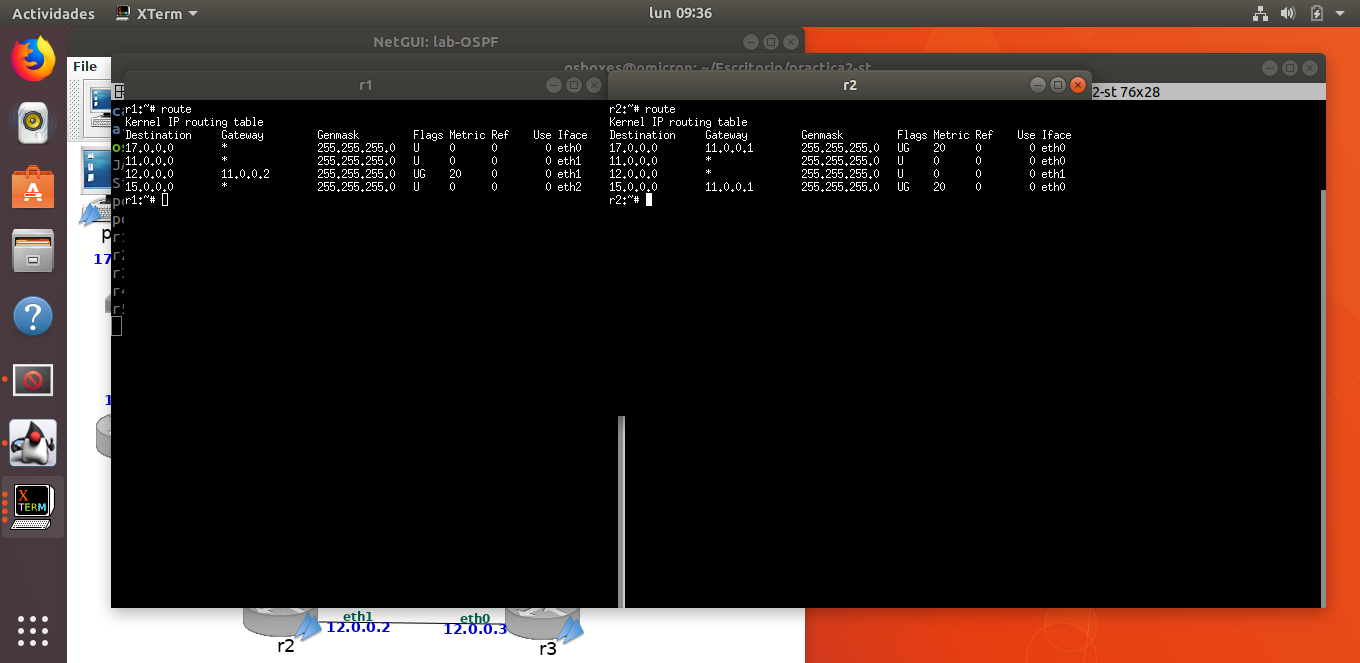 Actividades XTerm lun 09:36
NetGUI: lab-OSPF
osboxes@omicron: ~/Escritorio/practica2-st
File
r1
r2
2-st 76x28
r1:~# route
Kernel IP routing table
Destination Gateway Genmask Flags Metric Ref Use Iface
17.0.0.0 * 255.255.255.0 U 0 0 0 eth0
11.0.0.0 * 255.255.255.0 U 0 0 0 eth1
12.0.0.0 11.0.0.2 255.255.255.0 UG 20 0 0 eth1
15.0.0.0 * 255.255.255.0 U 0 0 0 eth2
r1:~#
r2:~# route
Kernel IP routing table
Destination Gateway Genmask Flags Metric Ref Use Iface
17.0.0.0 11.0.0.1 255.255.255.0 UG 20 0 0 eth0
11.0.0.0 * 255.255.255.0 U 0 0 0 eth0
12.0.0.0 * 255.255.255.0 U 0 0 0 eth1
15.0.0.0 11.0.0.1 255.255.255.0 UG 20 0 0 eth0
r2:~#
17
X
TERM
eth1 eth0
12.0.0.2 12.0.0.3
r2 r3